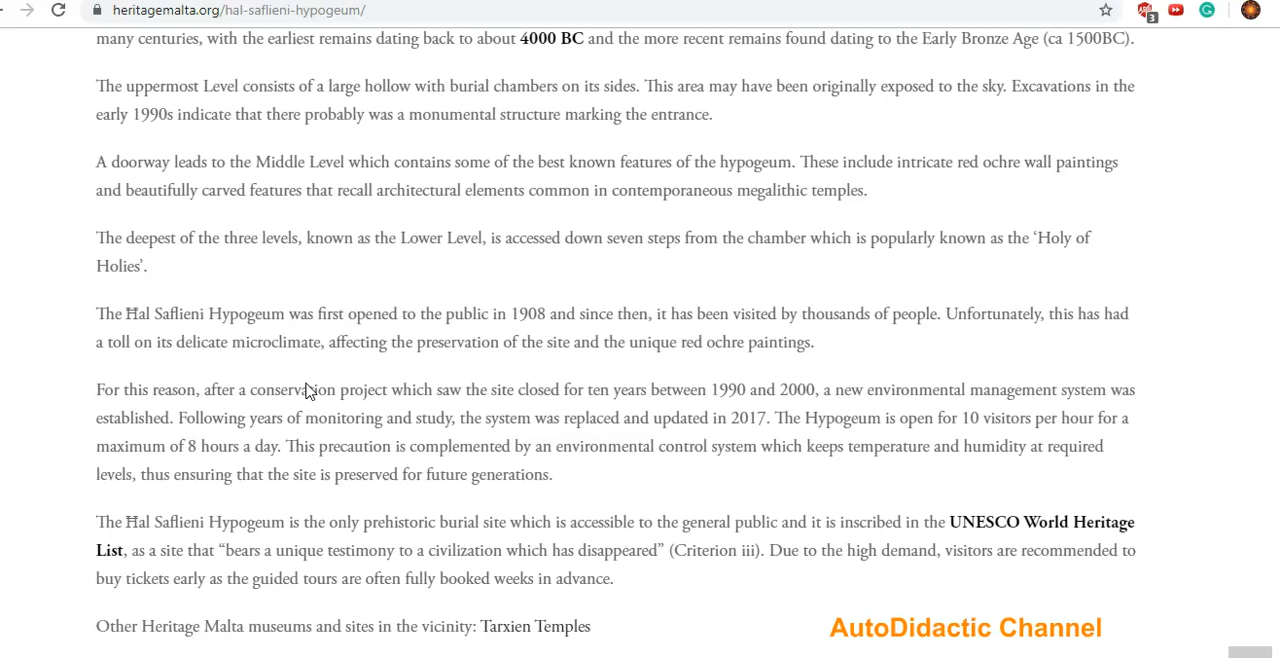 heritagemalta.org/hal-saflieni-hypogeum/
3
many centuries, with the earliest remains dating back to about 4000 BC and the more recent remains found dating to the Early Bronze Age (ca 1500BC).
The uppermost Level consists of a large hollow with burial chambers on its sides. This area may have been originally exposed to the sky. Excavations in the
early 1990s indicate that there probably was a monumental structure marking the entrance.
A doorway leads to the Middle Level which contains some of the best known features of the hypogeum. These include intricate red ochre wall paintings
and beautifully carved features that recall architectural elements common in contemporaneous megalithic temples.
The deepest of the three levels, known as the Lower Level, is accessed down seven steps from the chamber which is popularly known as the ‘Holy of
Holies’.
The Ħal Saflieni Hypogeum was first opened to the public in 1908 and since then, it has been visited by thousands of people. Unfortunately, this has had
a toll on its delicate microclimate, affecting the preservation of the site and the unique red ochre paintings.
For this reason, after a conservation project which saw the site closed for ten years between 1990 and 2000, a new environmental management system was
established. Following years of monitoring and study, the system was replaced and updated in 2017. The Hypogeum is open for 10 visitors per hour for a
maximum of 8 hours a day. This precaution is complemented by an environmental control system which keeps temperature and humidity at required
levels, thus ensuring that the site is preserved for future generations.
The Ħal Saflieni Hypogeum is the only prehistoric burial site which is accessible to the general public and it is inscribed in the UNESCO World Heritage
List, as a site that “bears a unique testimony to a civilization which has disappeared” (Criterion iii). Due to the high demand, visitors are recommended to
buy tickets early as the guided tours are often fully booked weeks in advance.
Other Heritage Malta museums and sites in the vicinity: Tarxien Temples
AutoDidactic Channel